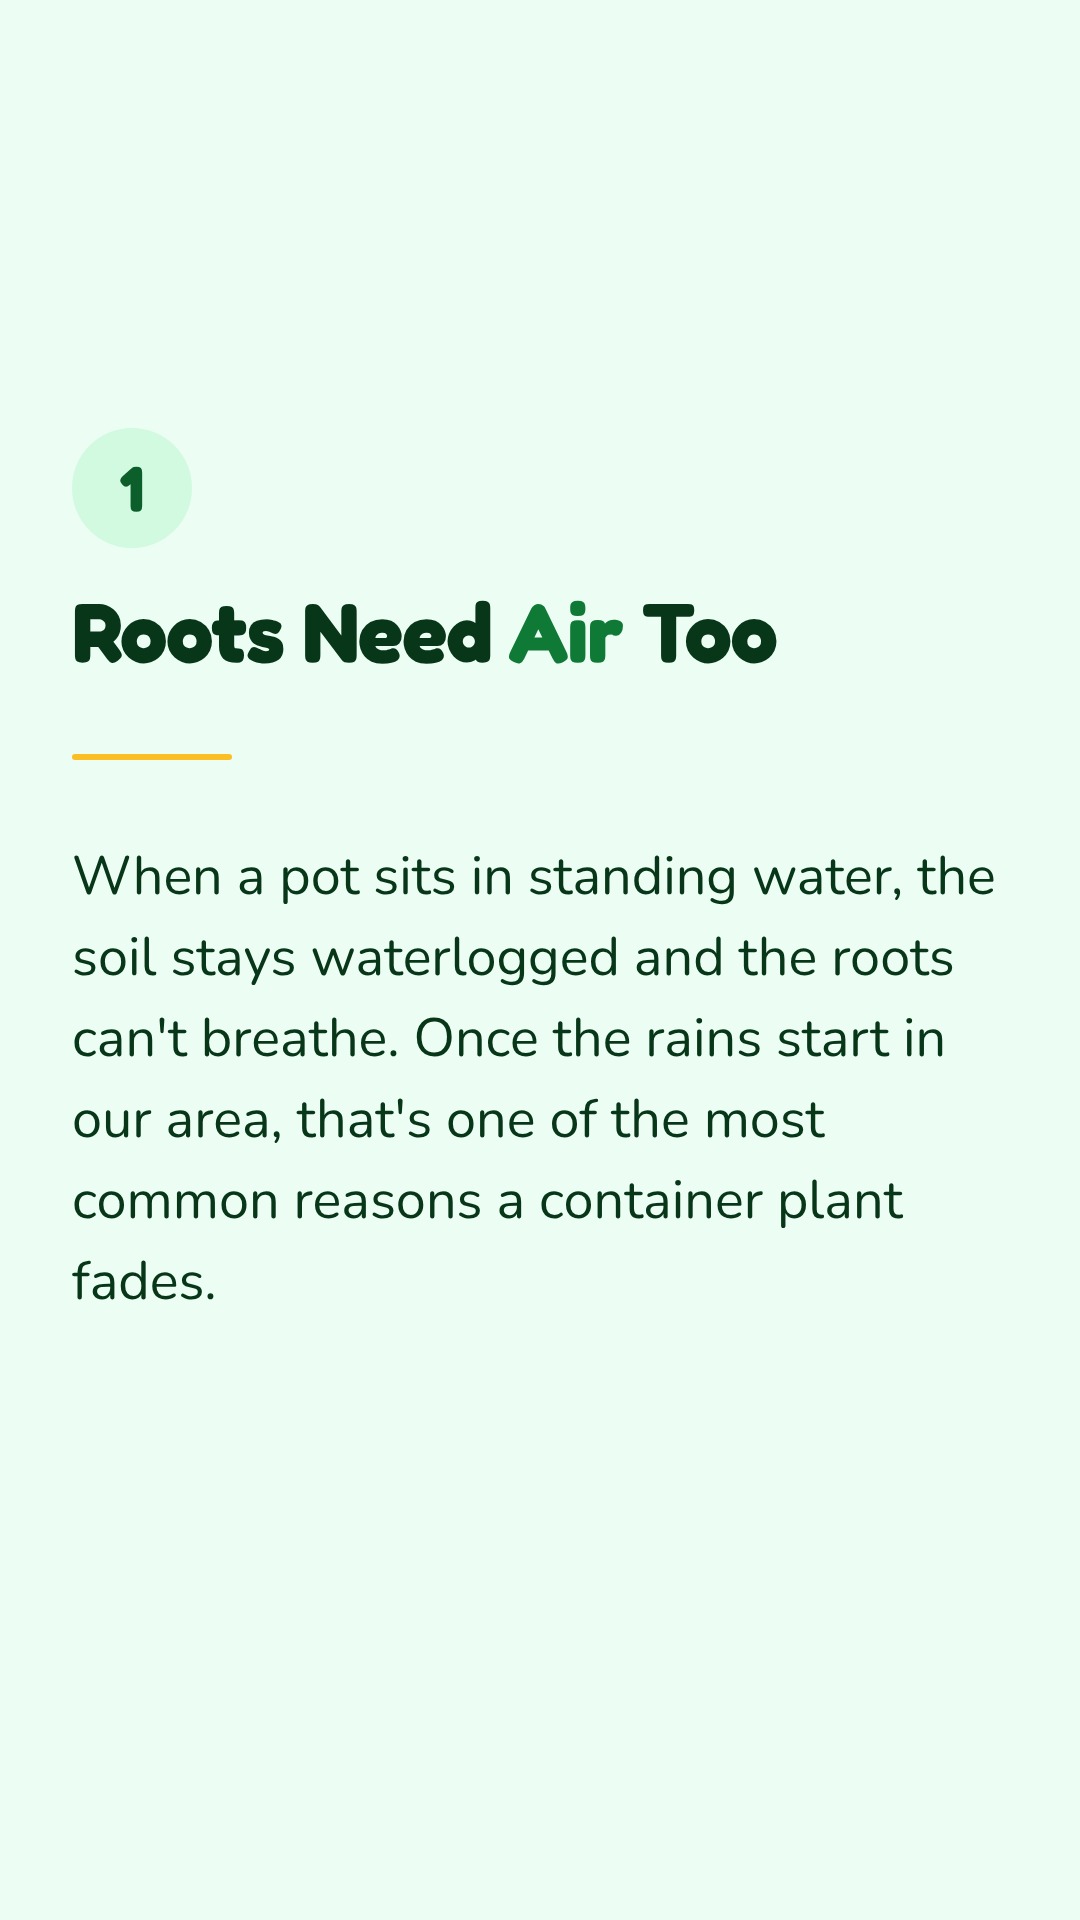 1
Roots Need Air Too
When a pot sits in standing water, the
soil stays waterlogged and the roots
can't breathe. Once the rains start in
our area, that's one of the most
common reasons a container plant
fades.